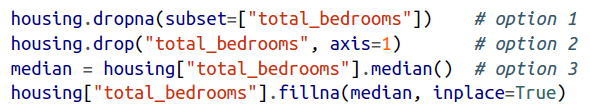 housing.dropna(subset=["total_bedrooms"])    # option 1
housing.drop("total_bedrooms", axis=1)       # option 2
median = housing["total_bedrooms"].median()  # option 3
housing["total_bedrooms"].fillna(median, inplace=True)